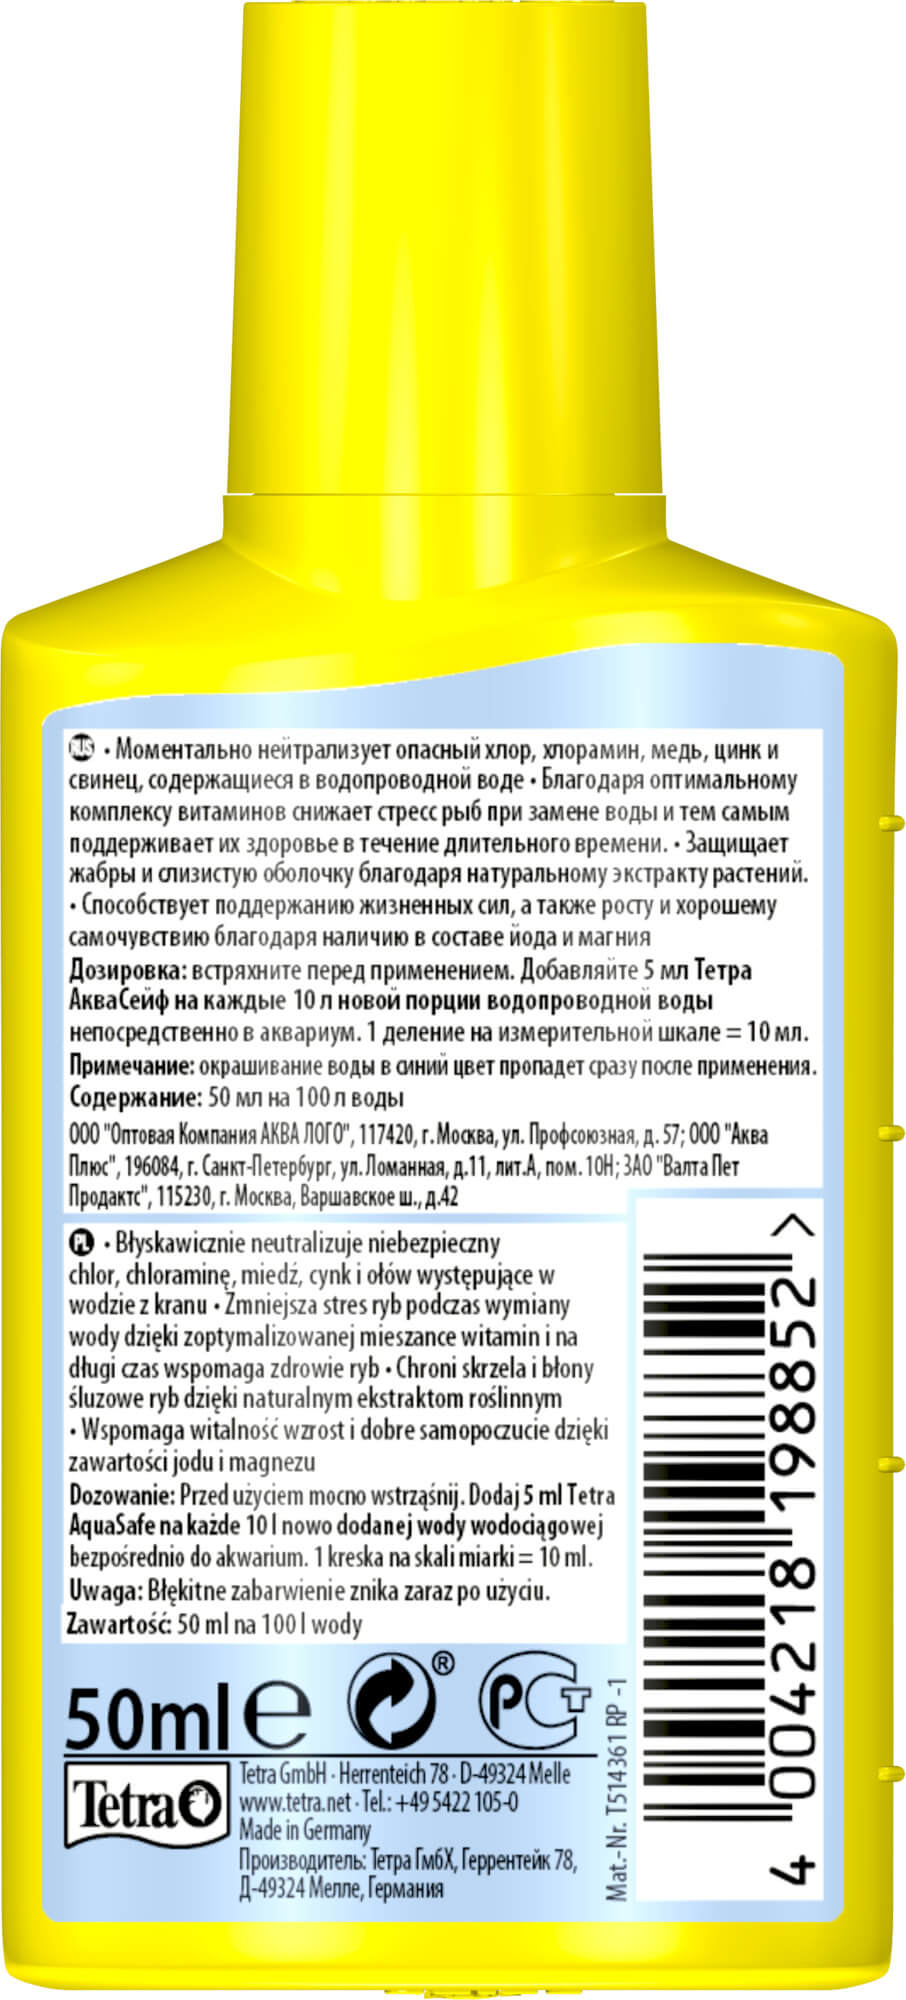 RUS • Моментально нейтрализует опасный хлор, хлорамин, медь, цинк и
свинец, содержащиеся в водопроводной воде • Благодаря оптимальному
комплексу витаминов снижает стресс рыб при замене воды и тем самым
поддерживает их здоровье в течение длительного времени. • Защищает
жабры и слизистую оболочку благодаря натуральному экстракту растений.
• Способствует поддержанию жизненных сил, а также росту и хорошему
самочувствию благодаря наличию в составе йода и магния
Дозировка: встряхните перед применением. Добавляйте 5 мл Тетра
АкваСейф на каждые 10 л новой порции водопроводной воды
непосредственно в аквариум. 1 деление на измерительной шкале = 10 мл.
Примечание: окрашивание воды в синий цвет пропадет сразу после применения.
Содержание: 50 мл на 100 л воды
ООО "Оптовая Компания АКВА ЛОГО", 117420, г. Москва, ул. Профсоюзная, д. 57; ООО "Аква
Плюс", 196084, г. Санкт-Петербург, ул. Ломанная, д.11, лит.А, пом. 10Н; ЗАО "Валта Пет
Продактс", 115230, г. Москва, Варшавское ш., д.42
PL • Błyskawicznie neutralizuje niebezpieczny
chlor, chloraminę, miedź, cynk i ołów występujące w
wodzie z kranu • Zmniejsza stres ryb podczas wymiany
wody dzięki zoptymalizowanej mieszance witamin i na
długi czas wspomaga zdrowie ryb • Chroni skrzela i błony
śluzowe ryb dzięki naturalnym ekstraktom roślinnym
• Wspomaga witalność wzrost i dobre samopoczucie dzięki
zawartości jodu i magnezu
Dozowanie: Przed użyciem mocno wstrząśnij. Dodaj 5 ml Tetra
AquaSafe na każde 10 l nowo dodanej wody wodociągowej
bezpośrednio do akwarium. 1 kreska na skali miarki = 10 ml.
Uwaga: Błękitne zabarwienie znika zaraz po użyciu.
Zawartość: 50 ml na 100 l wody
50ml e ® РСТ
Tetra
Tetra GmbH · Herrenteich 78 · D-49324 Melle
www.tetra.net · Tel.: +49 5422 105-0
Made in Germany
Производитель: Тетра ГмбХ, Геррентейк 78,
Д-49324 Мелле, Германия
Mat.-Nr. T514361 RP -1
4 004218 198852 >